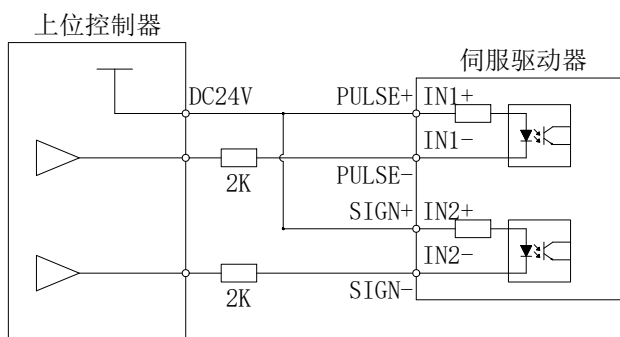 上位控制器
伺服驱动器
DC24V
PULSE+
IN1+
IN1-
2K
PULSE-
SIGN+
IN2+
IN2-
2K
SIGN-